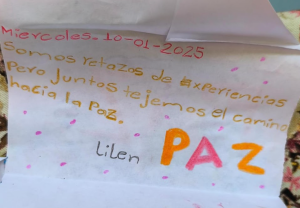 Miercoles. 10-01-2025
Somos retazos de experiencias
Pero juntos tejemos el camino
hacia la paz.
Lilen PAZ